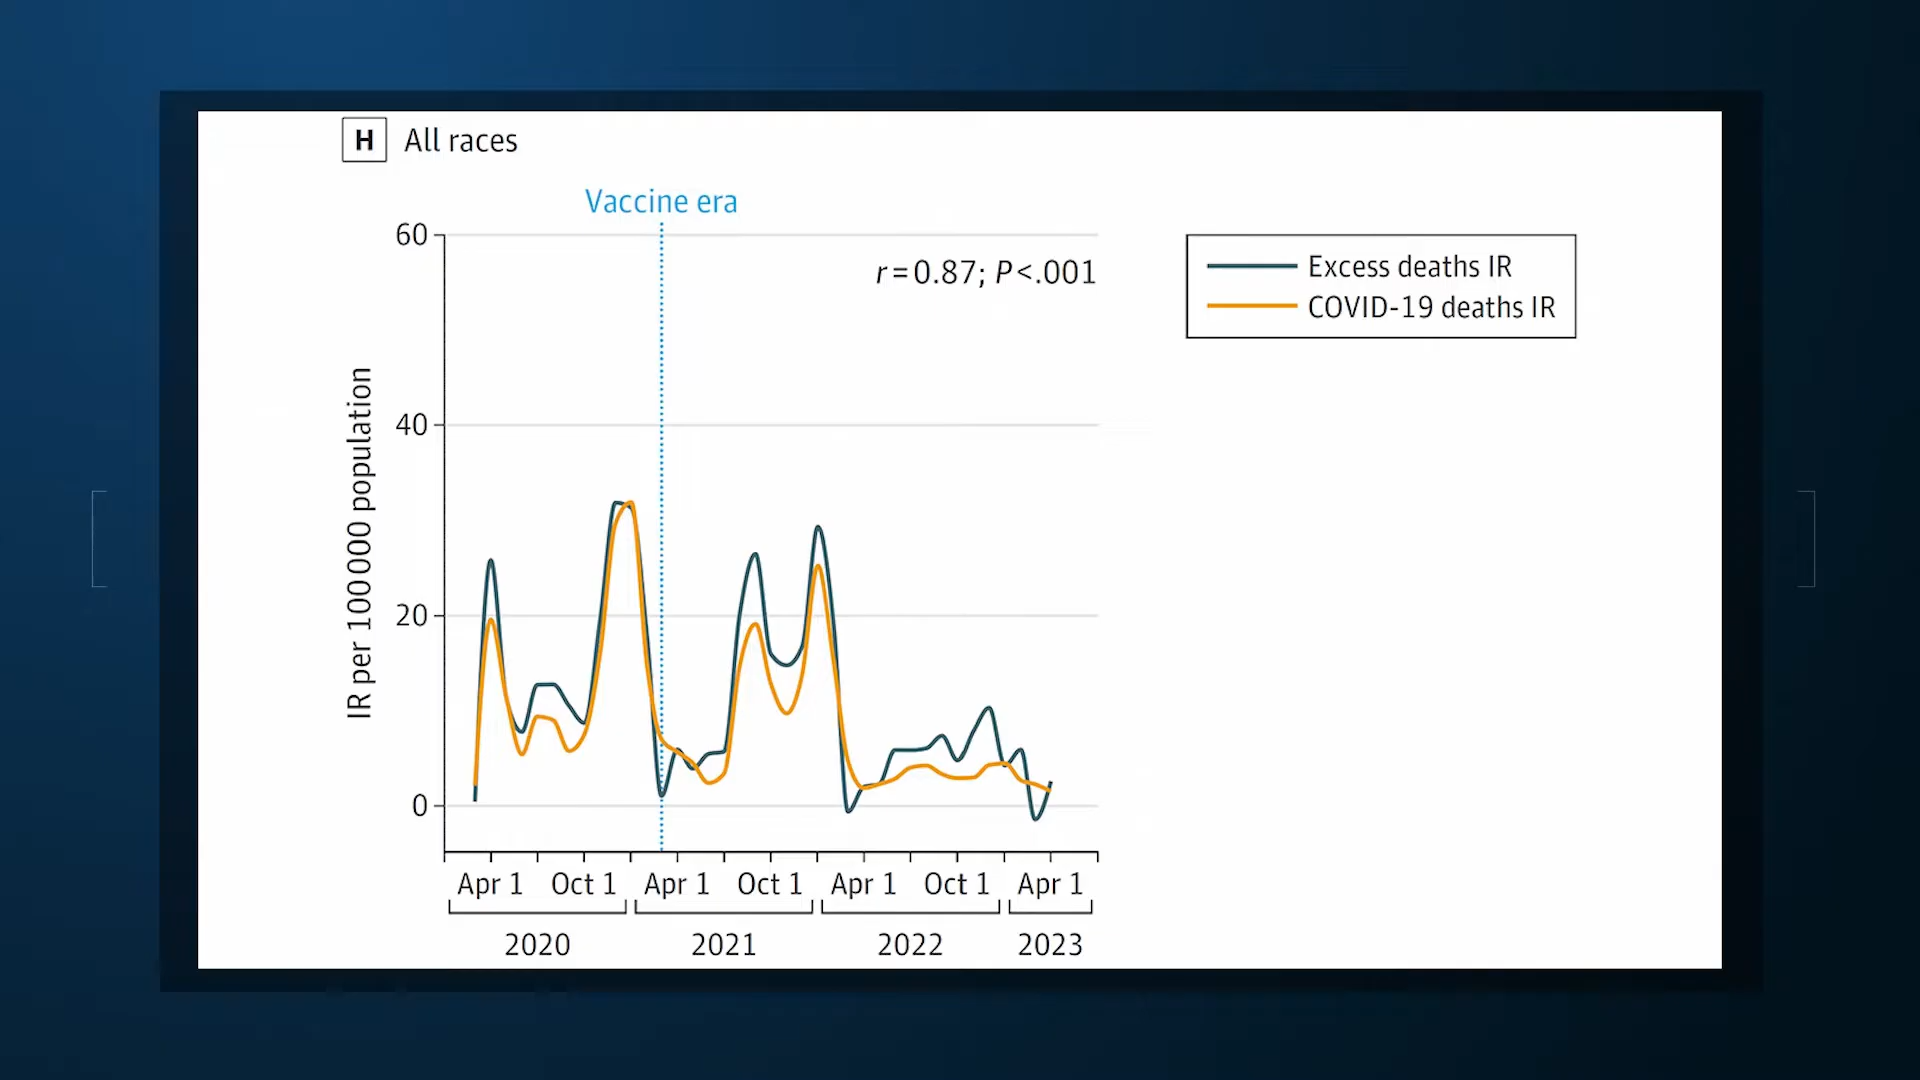 H All races
Vaccine era
60
r=0.87; P<.001
Excess deaths IR
COVID-19 deaths IR
40
20
0
IR per 100 000 population
Apr 1 Oct 1 Apr 1 Oct 1 Apr 1 Oct 1 Apr 1
2020 2021 2022 2023